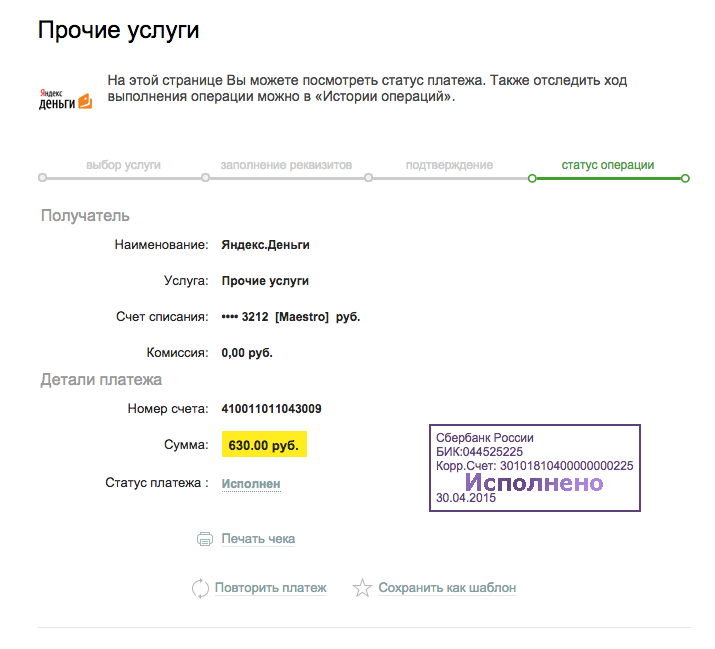 Прочие услуги
Яндекс
деньги
На этой странице Вы можете посмотреть статус платежа. Также отследить ход
выполнения операции можно в «Истории операций».
выбор услуги
заполнение реквизитов
подтверждение
статус операции
Получатель
Наименование: Яндекс.Деньги
Услуга: Прочие услуги
Счет списания: •••• 3212 [Maestro] руб.
Комиссия: 0,00 руб.
Детали платежа
Номер счета: 410011011043009
Сумма: 630.00 руб.
Статус платежа : Исполнен
Сбербанк России
БИК:044525225
Корр.Счет: 30101810400000000225
Исполнено
30.04.2015
Печать чека
Повторить платеж
Сохранить как шаблон